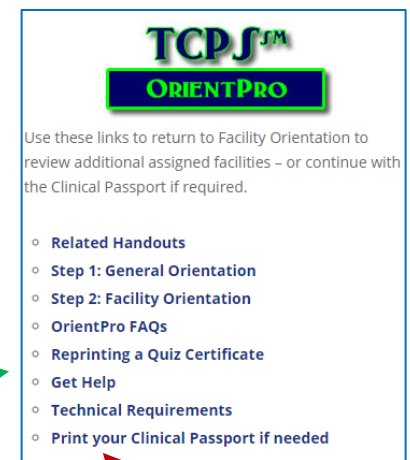 TCPS℠
ORIENTPRO
Use these links to return to Facility Orientation to
review additional assigned facilities – or continue with
the Clinical Passport if required.
Related Handouts
Step 1: General Orientation
Step 2: Facility Orientation
OrientPro FAQs
Reprinting a Quiz Certificate
Get Help
Technical Requirements
Print your Clinical Passport if needed